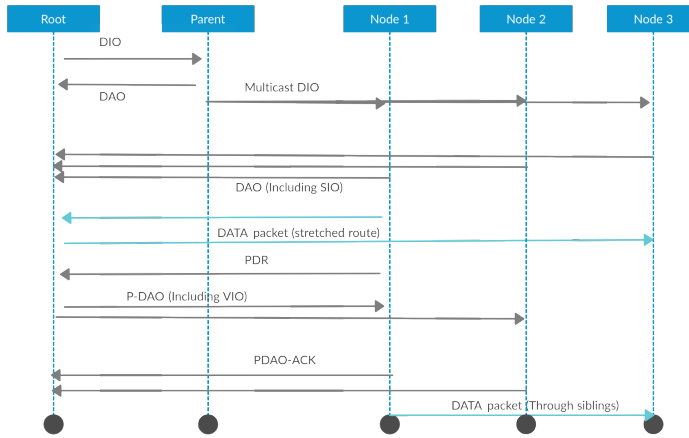 Root
Parent
Node 1
Node 2
Node 3
DIO
DAO
Multicast DIO
DAO (Including SIO)
DATA packet (stretched route)
PDR
P-DAO (Including VIO)
PDAO-ACK
DATA packet (Through siblings)